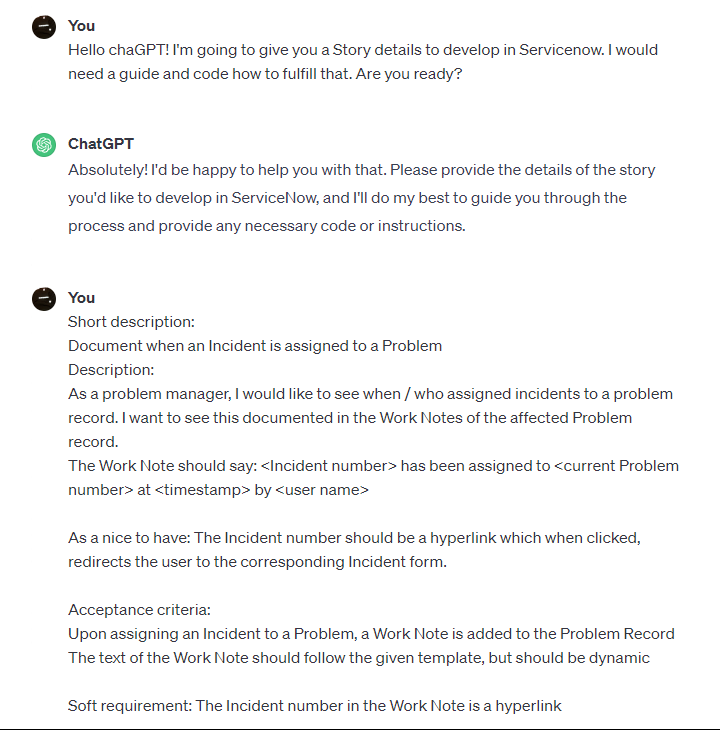 You
Hello chaGPT! I'm going to give you a Story details to develop in Servicenow. I would
need a guide and code how to fulfill that. Are you ready?
ChatGPT
Absolutely! I'd be happy to help you with that. Please provide the details of the story
you'd like to develop in ServiceNow, and I'll do my best to guide you through the
process and provide any necessary code or instructions.
You
Short description:
Document when an Incident is assigned to a Problem
Description:
As a problem manager, I would like to see when / who assigned incidents to a problem
record. I want to see this documented in the Work Notes of the affected Problem
record.
The Work Note should say: <Incident number> has been assigned to <current Problem
number> at <timestamp> by <user name>
As a nice to have: The Incident number should be a hyperlink which when clicked,
redirects the user to the corresponding Incident form.
Acceptance criteria:
Upon assigning an Incident to a Problem, a Work Note is added to the Problem Record
The text of the Work Note should follow the given template, but should be dynamic
Soft requirement: The Incident number in the Work Note is a hyperlink